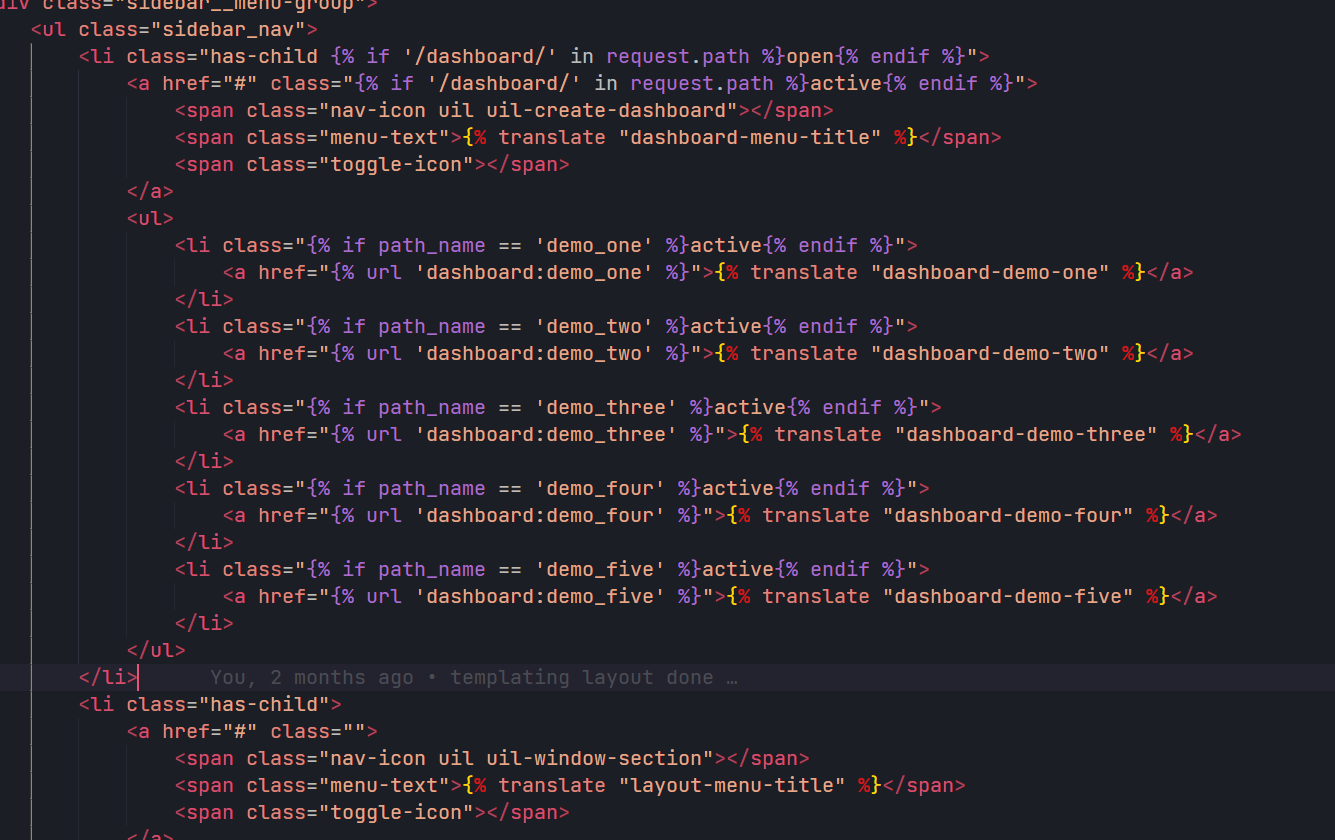 div class="sidebar__menu-group">
<ul class="sidebar_nav">
<li class="has-child {% if '/dashboard/' in request.path %}open{% endif %}">
<a href="#" class="{% if '/dashboard/' in request.path %}active{% endif %}">
<span class="nav-icon uil uil-create-dashboard"></span>
<span class="menu-text">{% translate "dashboard-menu-title" %}</span>
<span class="toggle-icon"></span>
</a>
<ul>
<li class="{% if path_name == 'demo_one' %}active{% endif %}">
<a href="{% url 'dashboard:demo_one' %}">{% translate "dashboard-demo-one" %}</a>
</li>
<li class="{% if path_name == 'demo_two' %}active{% endif %}">
<a href="{% url 'dashboard:demo_two' %}">{% translate "dashboard-demo-two" %}</a>
</li>
<li class="{% if path_name == 'demo_three' %}active{% endif %}">
<a href="{% url 'dashboard:demo_three' %}">{% translate "dashboard-demo-three" %}</a>
</li>
<li class="{% if path_name == 'demo_four' %}active{% endif %}">
<a href="{% url 'dashboard:demo_four' %}">{% translate "dashboard-demo-four" %}</a>
</li>
<li class="{% if path_name == 'demo_five' %}active{% endif %}">
<a href="{% url 'dashboard:demo_five' %}">{% translate "dashboard-demo-five" %}</a>
</li>
</ul>
</li> You, 2 months ago • templating layout done …
<li class="has-child">
<a href="#" class="">
<span class="nav-icon uil uil-window-section"></span>
<span class="menu-text">{% translate "layout-menu-title" %}</span>
<span class="toggle-icon"></span>
</a>